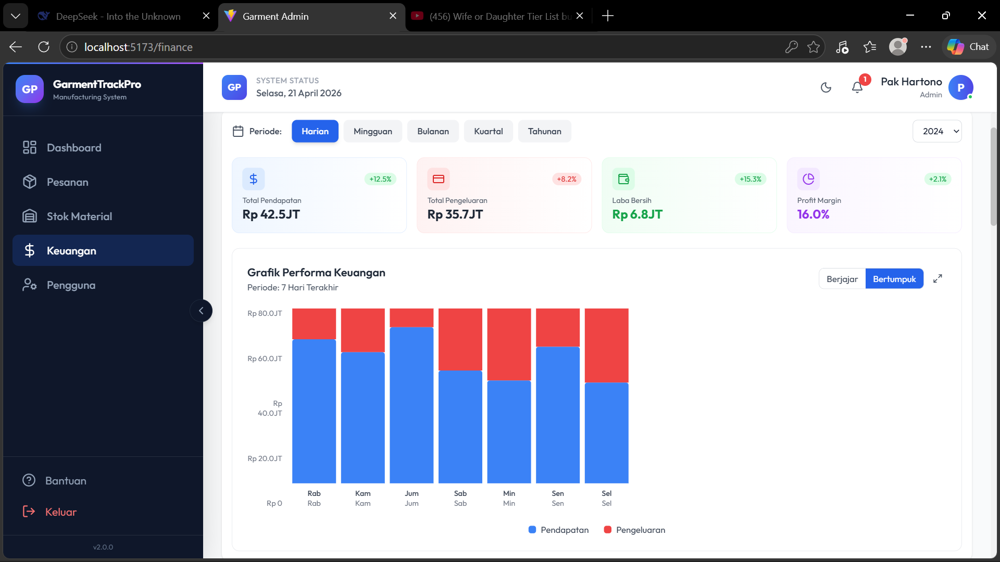 DeepSeek - Into the Unknown
Garment Admin
(456) Wife or Daughter Tier List bu
localhost:5173/finance
Chat
GP
GarmentTrackPro
Manufacturing System
Dashboard
Pesanan
Stok Material
Keuangan
Pengguna
Bantuan
Keluar
v2.0.0
GP
SYSTEM STATUS
Selasa, 21 April 2026
1
Pak Hartono
Admin
P
Periode:
Harian
Mingguan
Bulanan
Kuartal
Tahunan
2024
+12.5%
Total Pendapatan
Rp 42.5JT
+8.2%
Total Pengeluaran
Rp 35.7JT
+15.3%
Laba Bersih
Rp 6.8JT
+2.1%
Profit Margin
16.0%
Grafik Performa Keuangan
Periode: 7 Hari Terakhir
Berjajar
Bertumpuk
Rp 80.0JT
Rp 60.0JT
Rp
40.0JT
Rp 20.0JT
Rp 0
Rab
Kam
Jum
Sab
Min
Sen
Sel
Rab
Kam
Jum
Sab
Min
Sen
Sel
Pendapatan
Pengeluaran